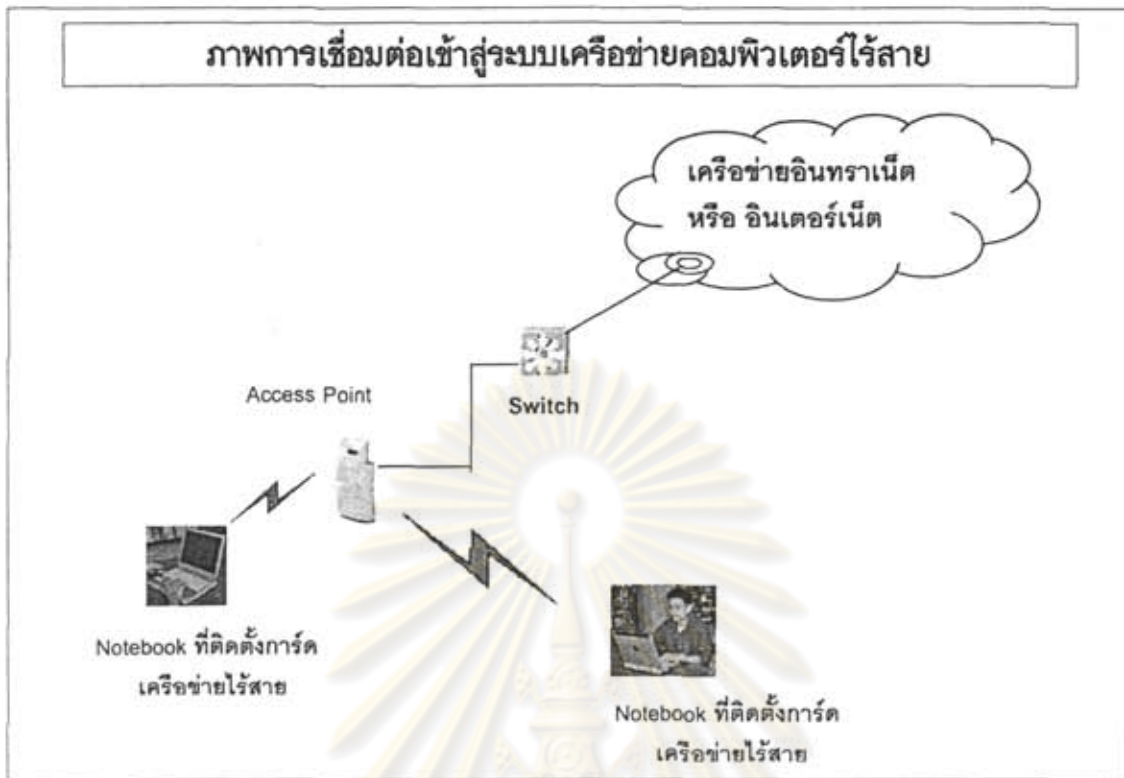 ภาพการเชื่อมต่อเข้าสู่ระบบเครือข่ายคอมพิวเตอร์ไร้สาย
เครือข่ายอินทราเน็ต
หรือ อินเตอร์เน็ต
Access Point
Switch
Notebook ที่ติดตั้งการ์ด
เครือข่ายไร้สาย
Notebook ที่ติดตั้งการ์ด
เครือข่ายไร้สาย